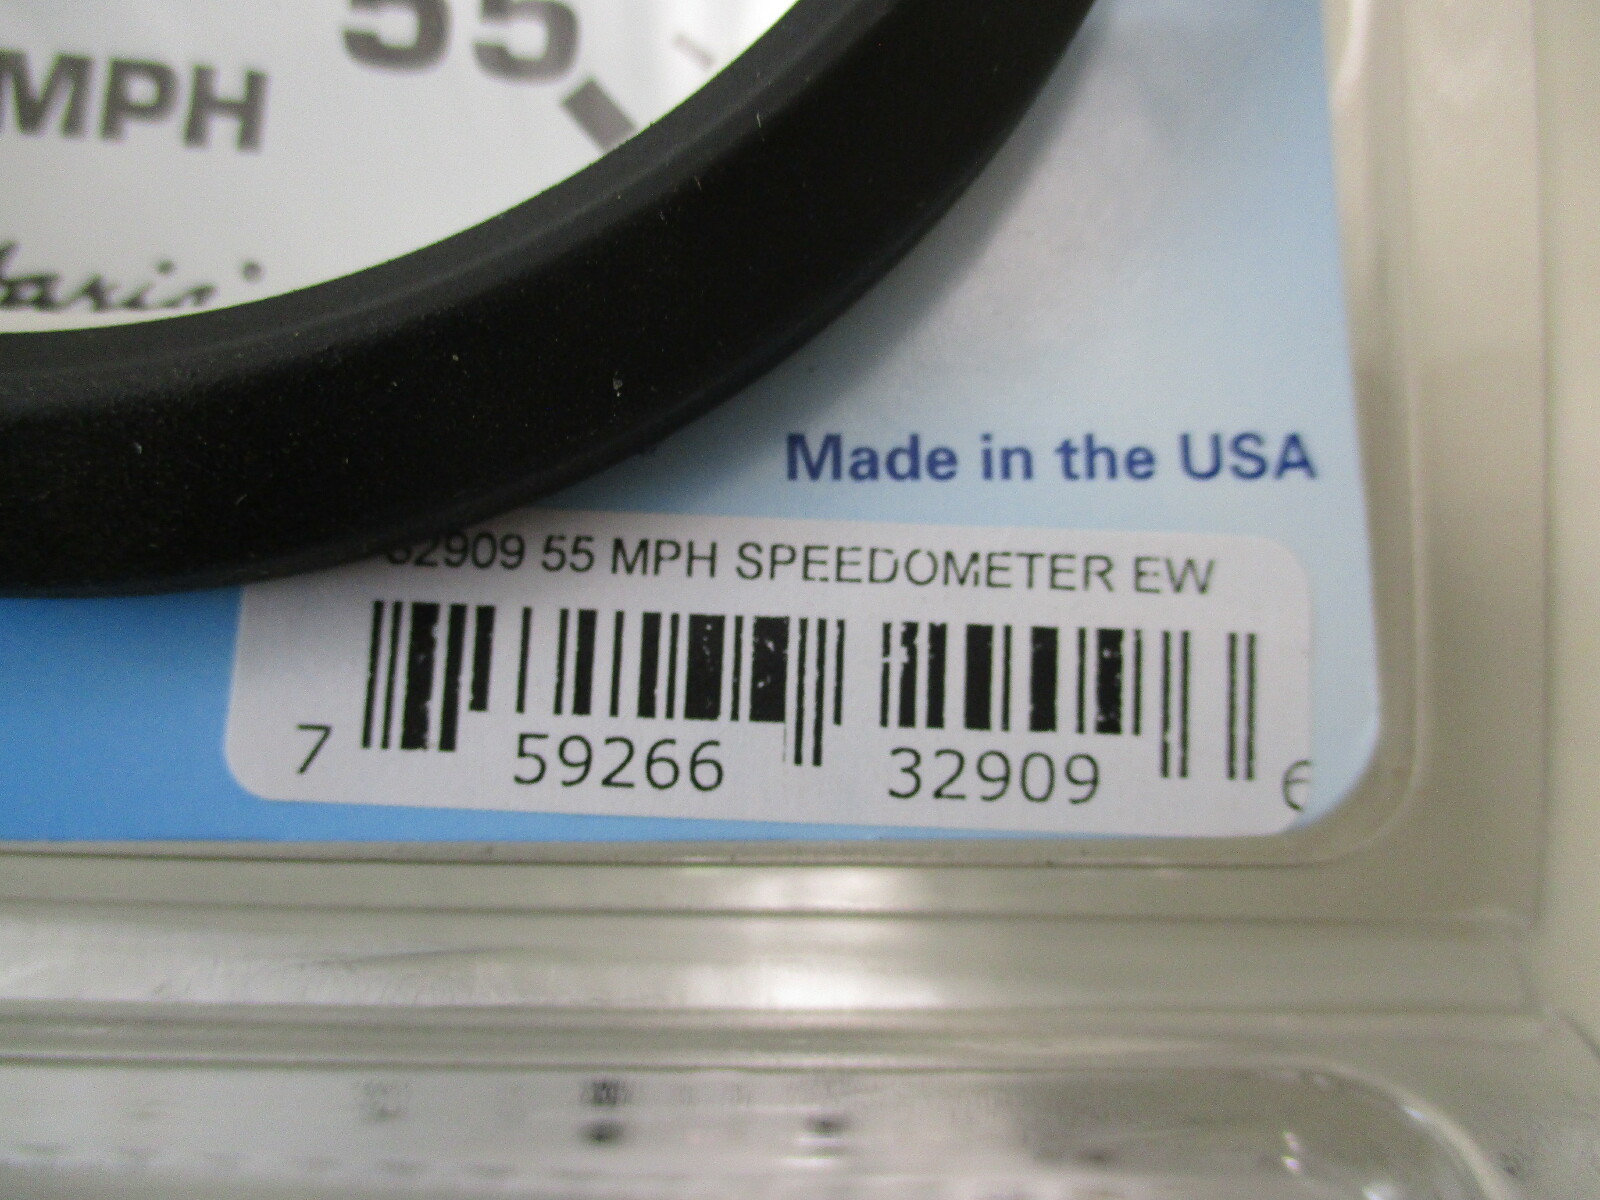 55
MPH
Made in the USA
32909 55 MPH SPEEDOMETER EW
7 59266 32909 6